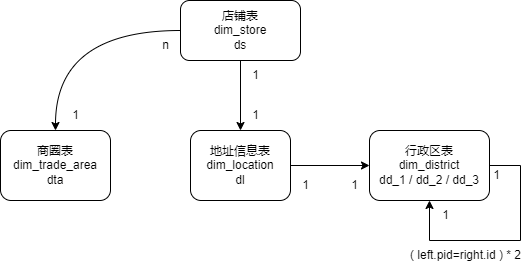 店铺表
dim_store
ds
n
1
1
1
商圈表
dim_trade_area
dta
地址信息表
dim_location
dl
行政区表
dim_district
dd_1 / dd_2 / dd_3
1
1
1
1
( left.pid=right.id ) * 2